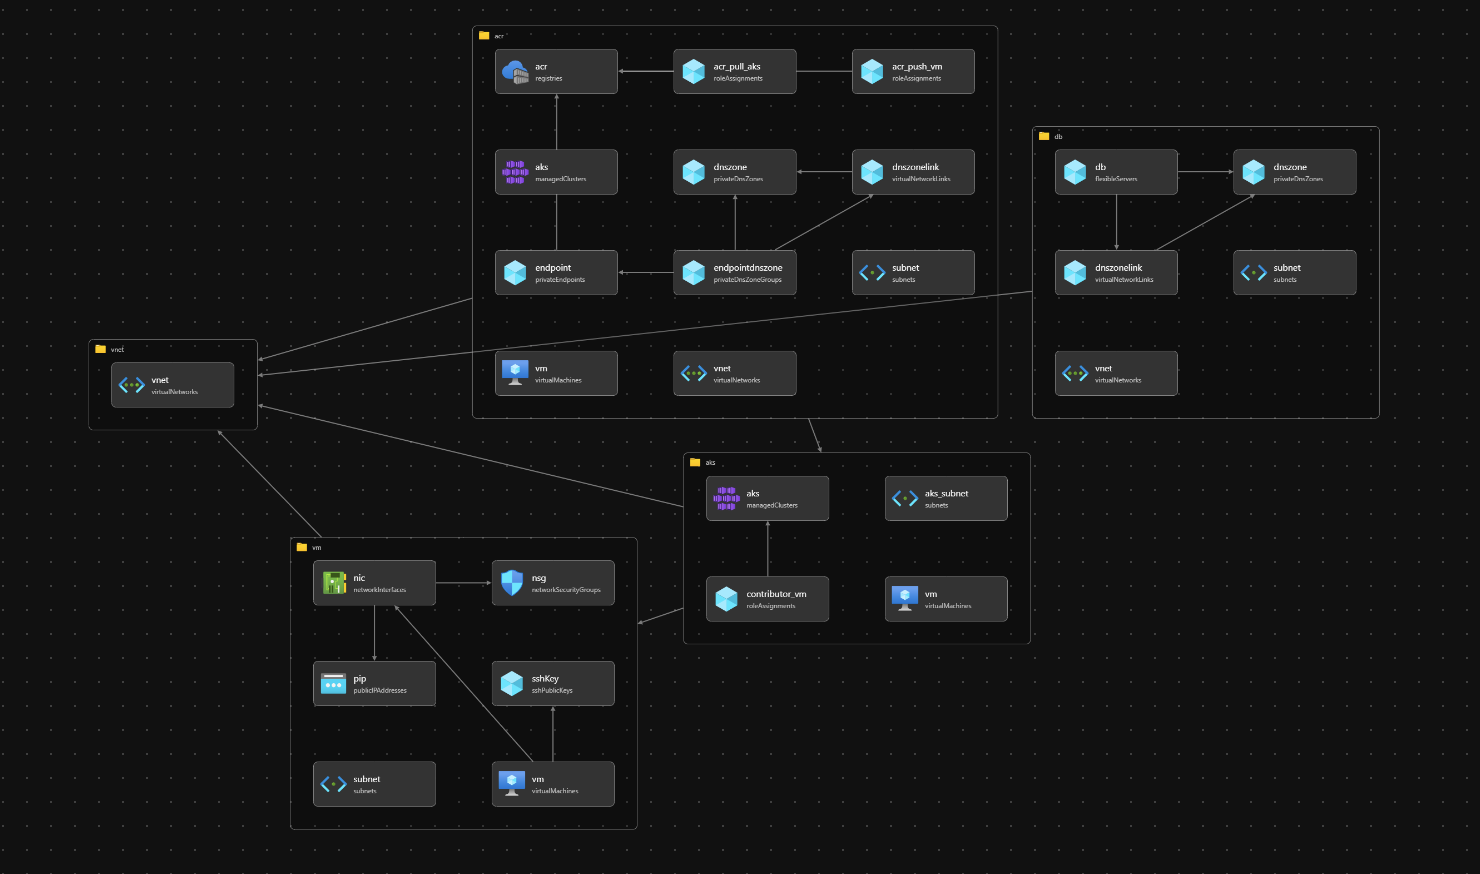 acr
acr
registries
acr_pull_aks
roleAssignments
acr_push_vm
roleAssignments
aks
managedClusters
dnszone
privateDnsZones
dnszonelink
virtualNetworkLinks
endpoint
privateEndpoints
endpointdnszone
privateDnsZoneGroups
subnet
subnets
vm
virtualMachines
vnet
virtualNetworks
db
db
flexibleServers
dnszone
privateDnsZones
dnszonelink
virtualNetworkLinks
subnet
subnets
vnet
virtualNetworks
vnet
vnet
virtualNetworks
aks
aks
managedClusters
aks_subnet
subnets
contributor_vm
roleAssignments
vm
virtualMachines
vm
nic
networkInterfaces
nsg
networkSecurityGroups
pip
publicIPAddresses
sshKey
sshPublicKeys
subnet
subnets
vm
virtualMachines